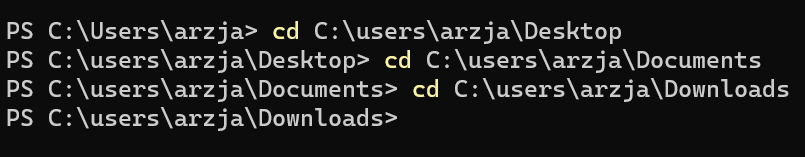 PS C:\Users\arzja> cd C:\users\arzja\Desktop
PS C:\users\arzja\Desktop> cd C:\users\arzja\Documents
PS C:\users\arzja\Documents> cd C:\users\arzja\Downloads
PS C:\users\arzja\Downloads>